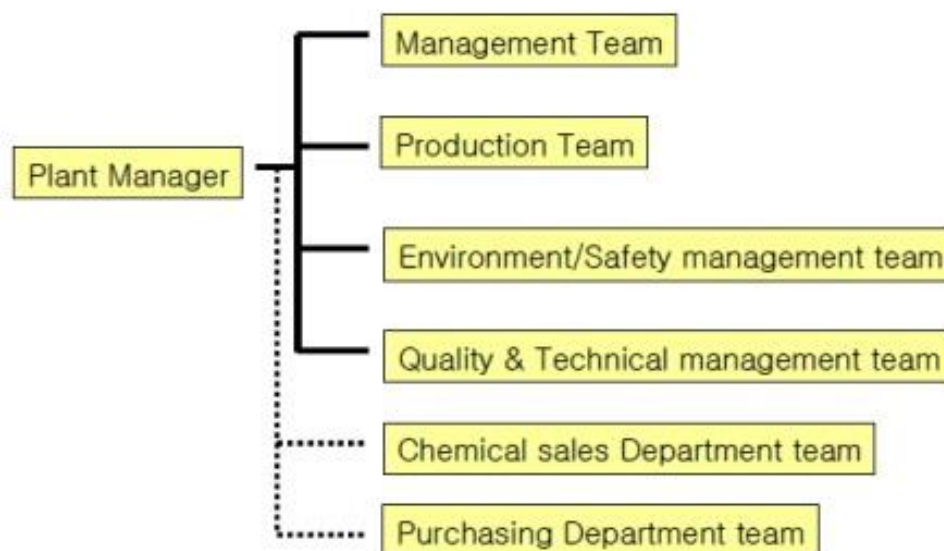 Management Team
Production Team
Plant Manager
Environment/Safety management team
Quality & Technical management team
Chemical sales Department team
Purchasing Department team